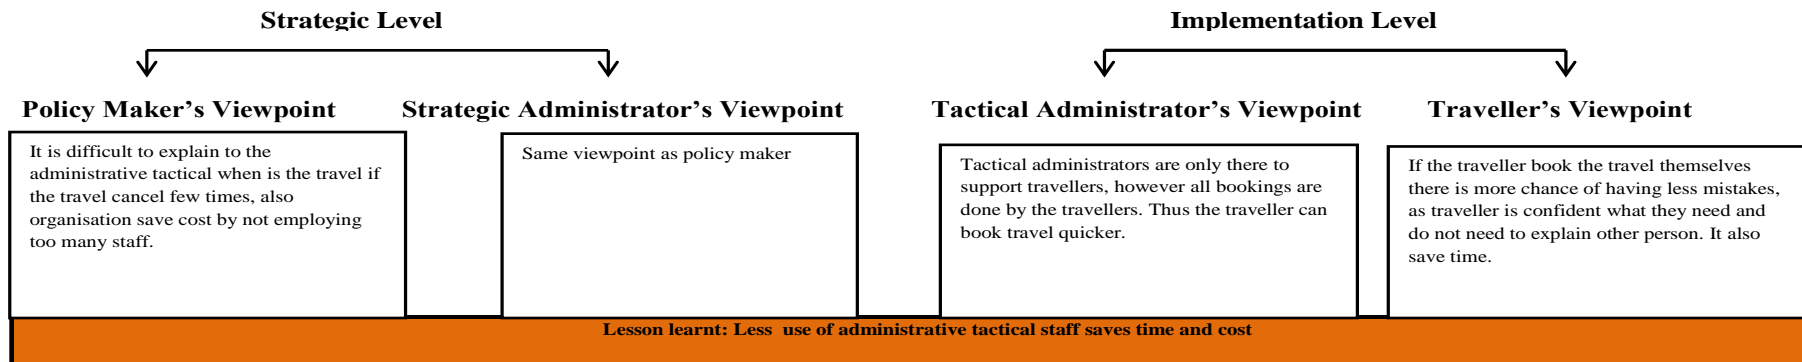 Strategic Level
Implementation Level
Policy Maker's Viewpoint
Strategic Administrator's Viewpoint
Tactical Administrator's Viewpoint
Traveller's Viewpoint
It is difficult to explain to the
administrative tactical when is the travel if
the travel cancel few times, also
organisation save cost by not employing
too many staff.
Same viewpoint as policy maker
Tactical administrators are only there to
support travellers, however all bookings are
done by the travellers. Thus the traveller can
book travel quicker.
If the traveller book the travel themselves
there is more chance of having less mistakes,
as traveller is confident what they need and
do not need to explain other person. It also
save time.
Lesson learnt: Less use of administrative tactical staff saves time and cost